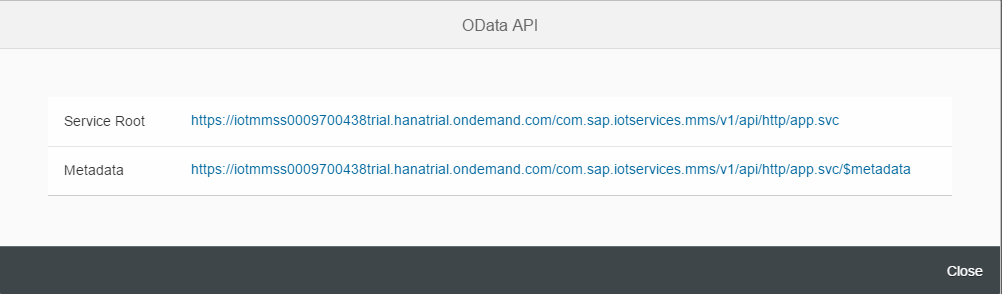 OData API
Service Root https://iotmmss0009700438trial.hanatrial.ondemand.com/com.sap.iotservices.mms/v1/api/http/app.svc
Metadata https://iotmmss0009700438trial.hanatrial.ondemand.com/com.sap.iotservices.mms/v1/api/http/app.svc/$metadata
Close